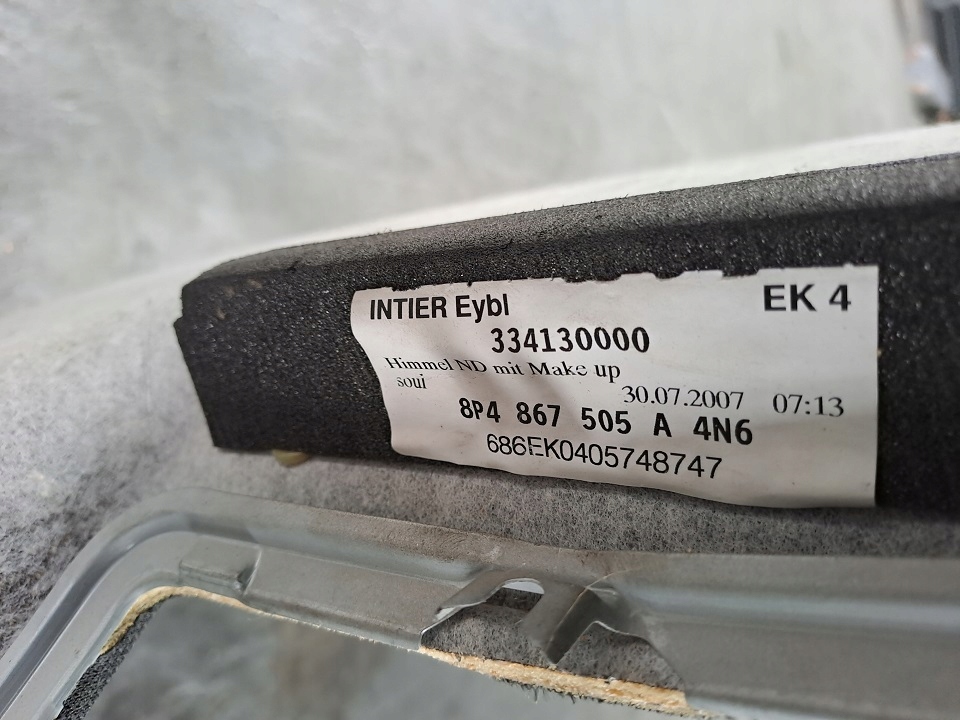 INTIER Eybl EK 4
334130000
Himmel ND mit Make up
soui 30.07.2007 07:13
8P4 867 505 A 4N6
686EK0405748747